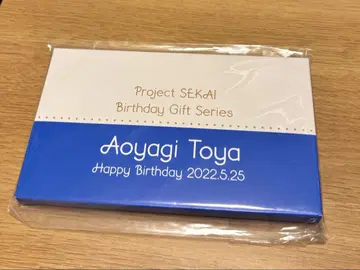 Project SEKAI
Birthday Gift Series
Aoyagi Toya
Happy Birthday 2022.5.25